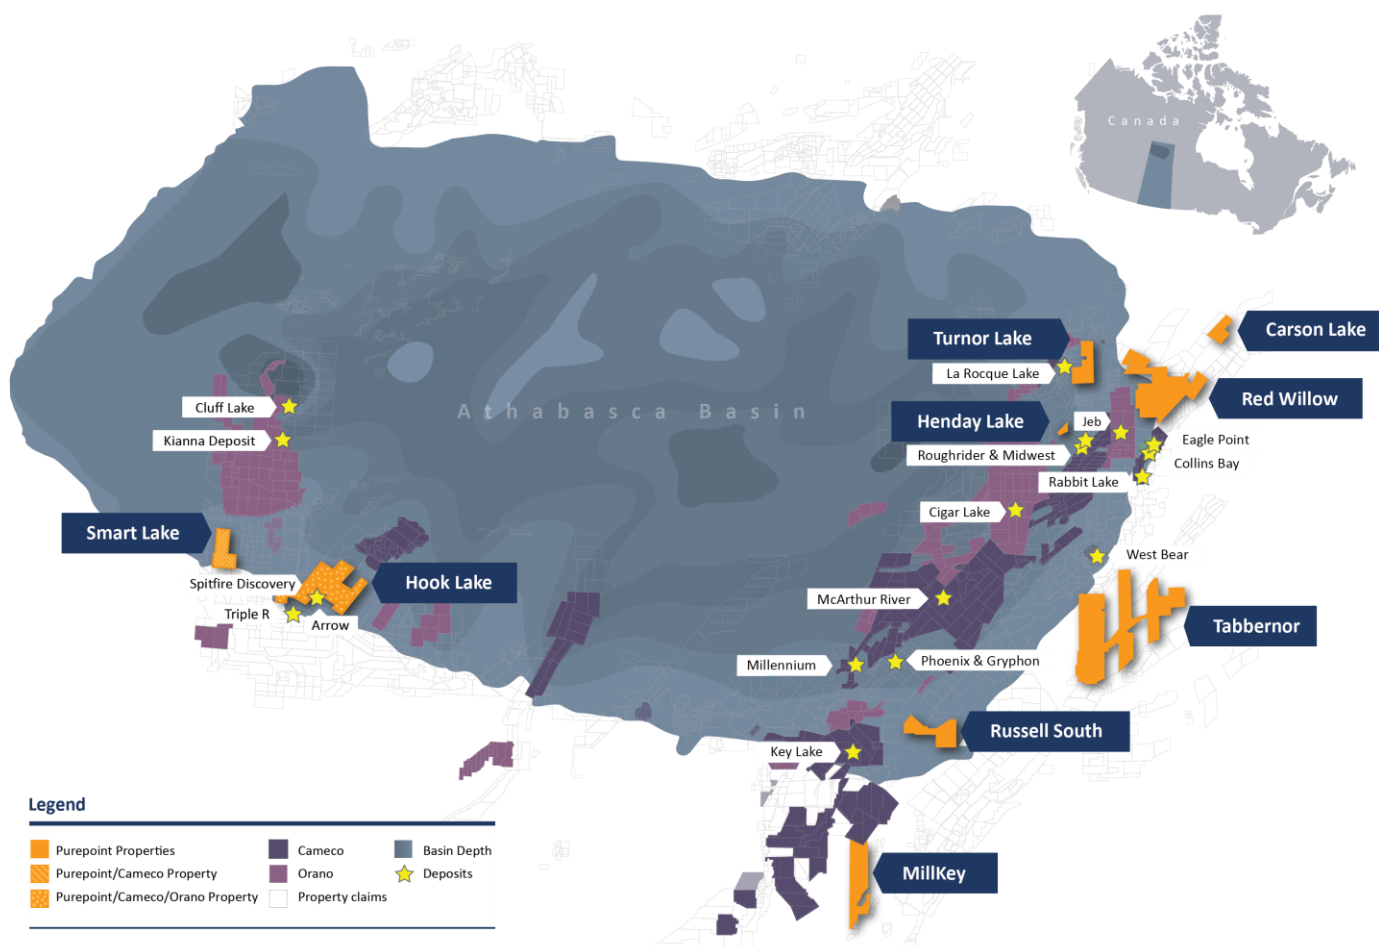 Canada
Carson Lake
Turnor Lake
La Rocque Lake
Red Willow
Athabasca Basin
Cluff Lake
Henday Lake
Jeb
Kianna Deposit
Eagle Point
Roughrider & Midwest
Collins Bay
Rabbit Lake
Cigar Lake
Smart Lake
West Bear
Spitfire Discovery
Hook Lake
McArthur River
Triple R
Arrow
Tabbernor
Millennium
Phoenix & Gryphon
Russell South
Key Lake
Legend
Purepoint Properties
Cameco
Basin Depth
Purepoint/Cameco Property
Orano
Deposits
MillKey
Purepoint/Cameco/Orano Property
Property claims